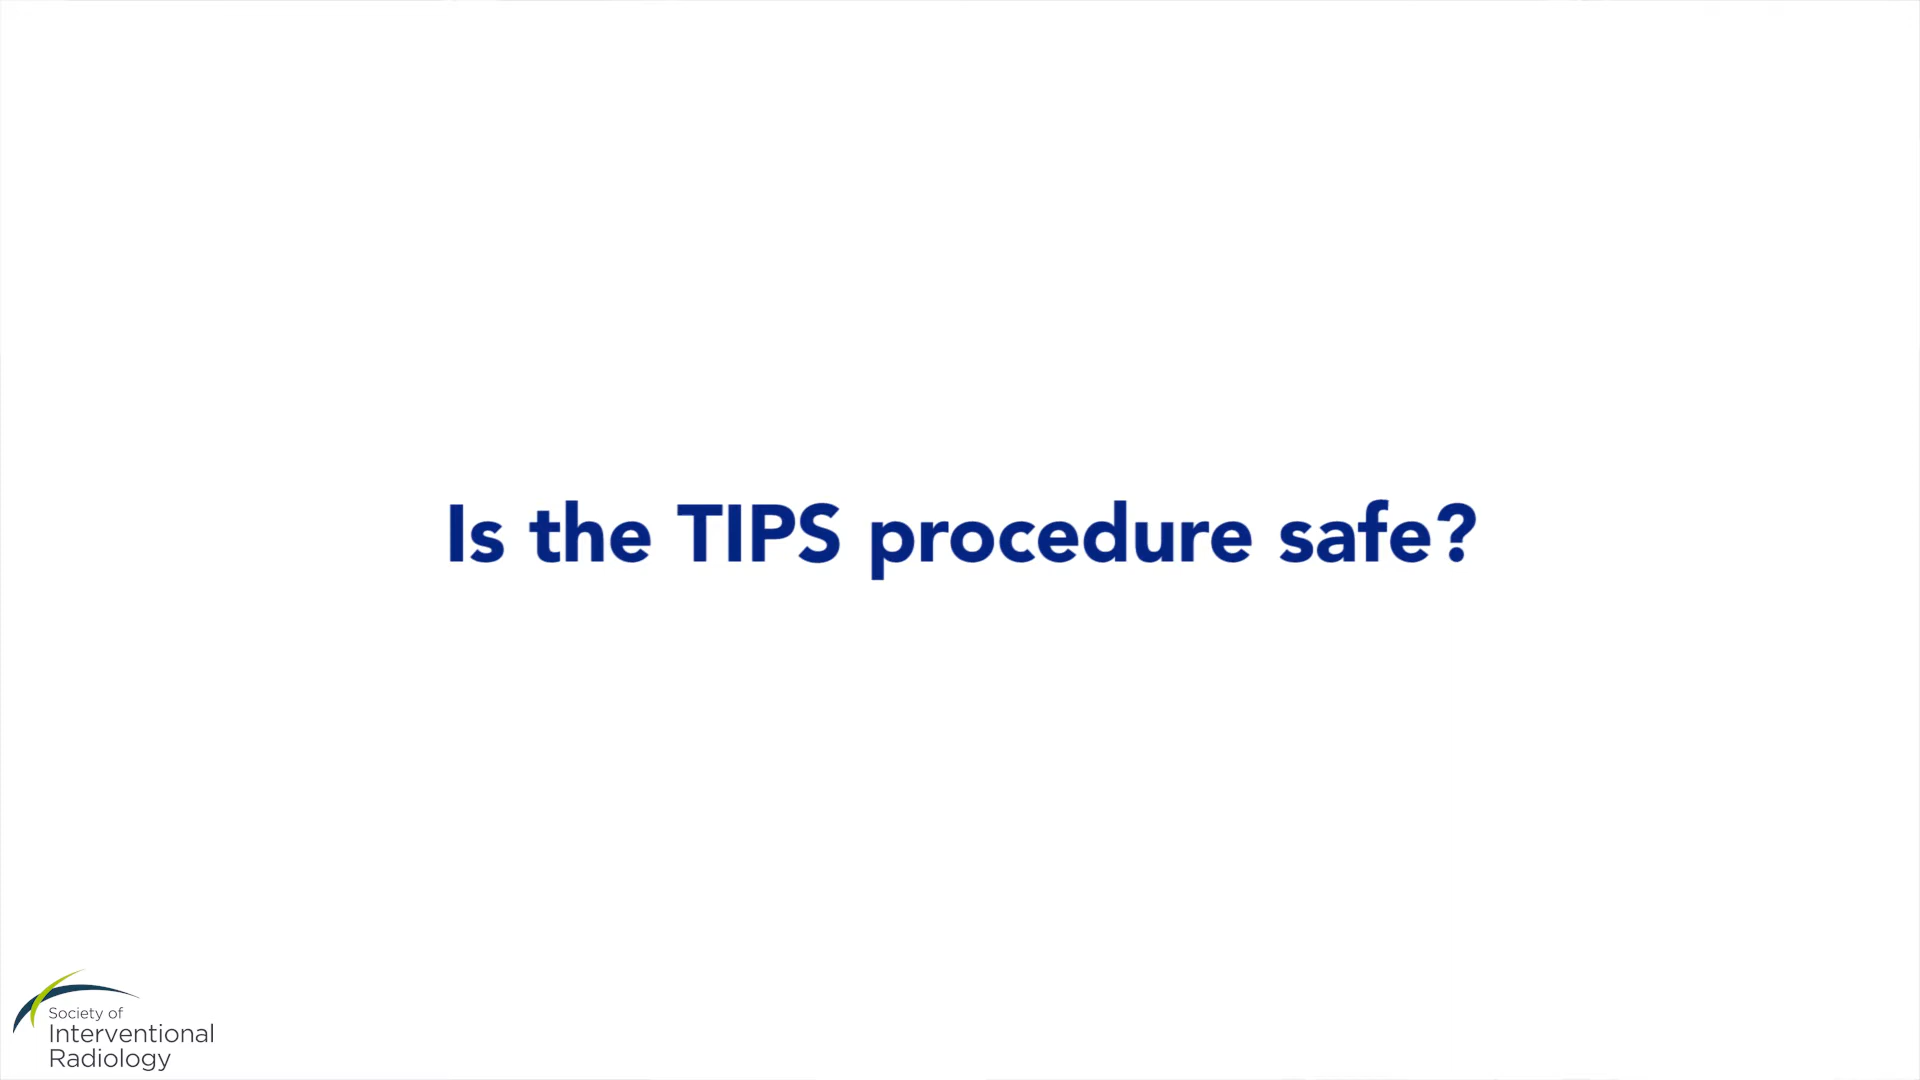 Is the TIPS procedure safe?
Society of
Interventional
Radiology